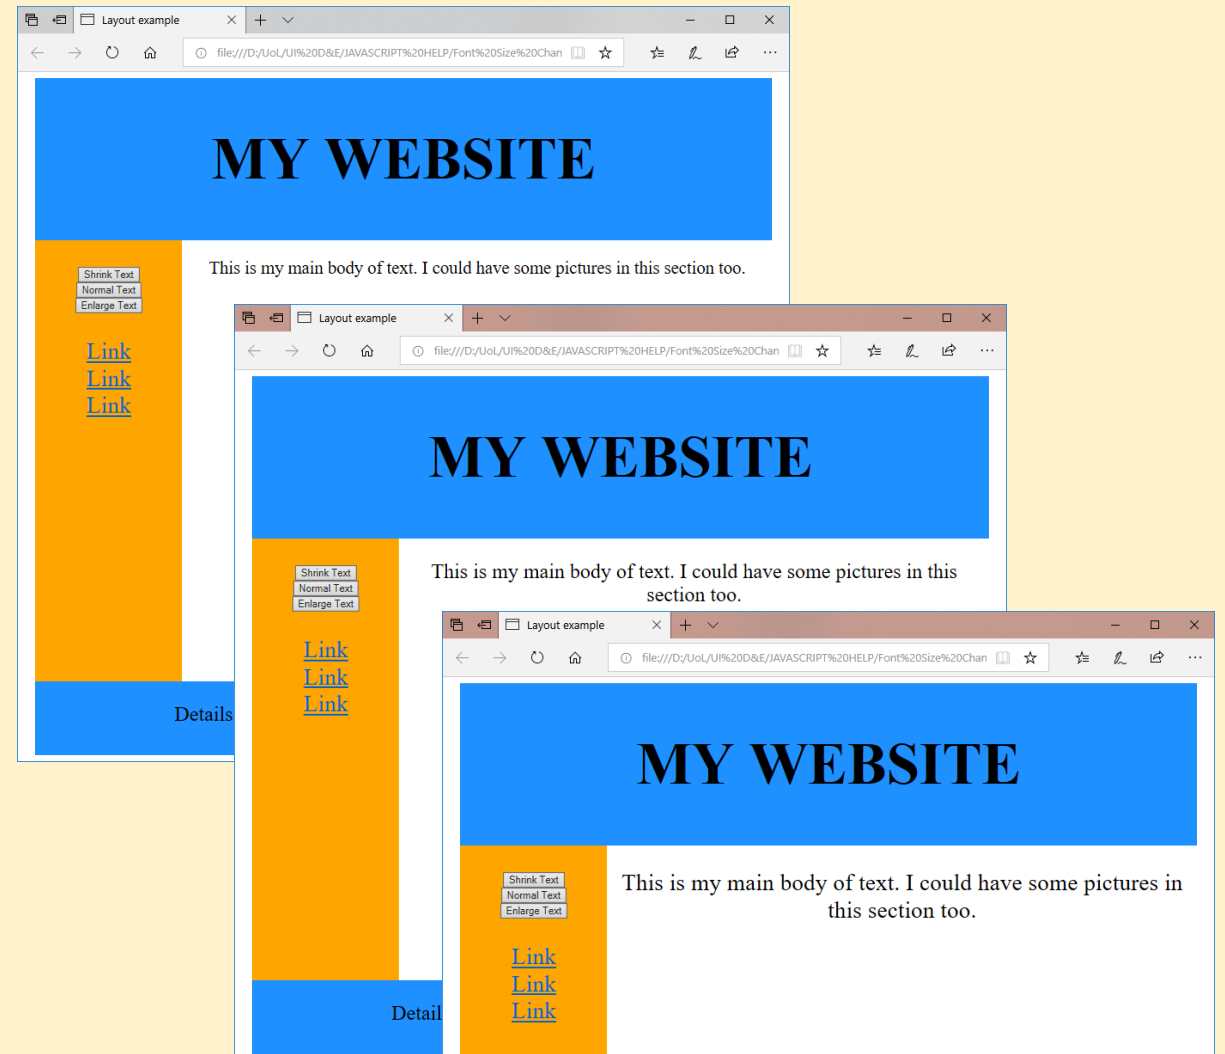 Layout example
file:///D:/UoL/UI%20D&E/JAVASCRIPT%20HELP/Font%20Size%20Chan
MY WEBSITE
Shrink Text
Normal Text
Enlarge Text
This is my main body of text. I could have some pictures in this section too.
Link
Link
Link
Details
Layout example
file:///D:/UoL/UI%20D&E/JAVASCRIPT%20HELP/Font%20Size%20Chan
MY WEBSITE
Shrink Text
Normal Text
Enlarge Text
This is my main body of text. I could have some pictures in this
section too.
Link
Link
Link
Detail
Layout example
file:///D:/UoL/UI%20D&E/JAVASCRIPT%20HELP/Font%20Size%20Chan
MY WEBSITE
Shrink Text
Normal Text
Enlarge Text
This is my main body of text. I could have some pictures in
this section too.
Link
Link
Link